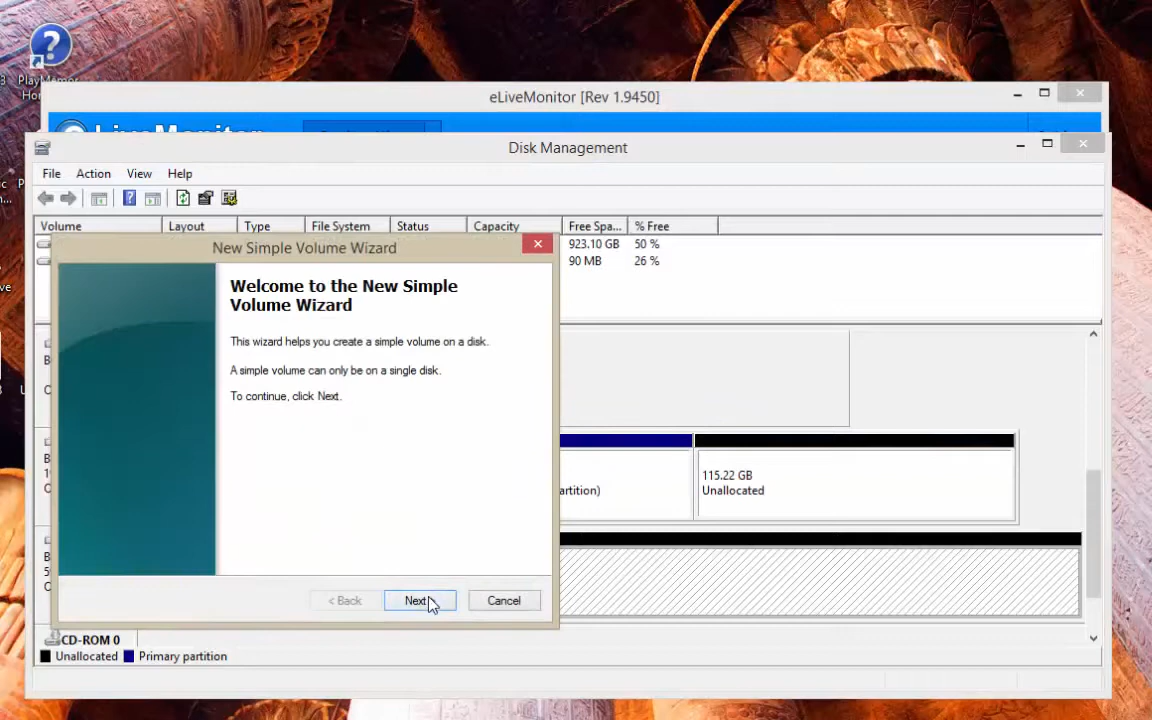 PlayMemor
Hor
eLiveMonitor [Rev 1.9450]
LiveMonitor
Disk Management
File Action View Help
Volume Layout Type File System Status Capacity Free Spa... % Free
923.10 GB 50 %
90 MB 26 %
New Simple Volume Wizard
Welcome to the New Simple
Volume Wizard
This wizard helps you create a simple volume on a disk.
A simple volume can only be on a single disk.
To continue, click Next.
115.22 GB
artition) Unallocated
< Back Next Cancel
CD-ROM 0
Unallocated Primary partition